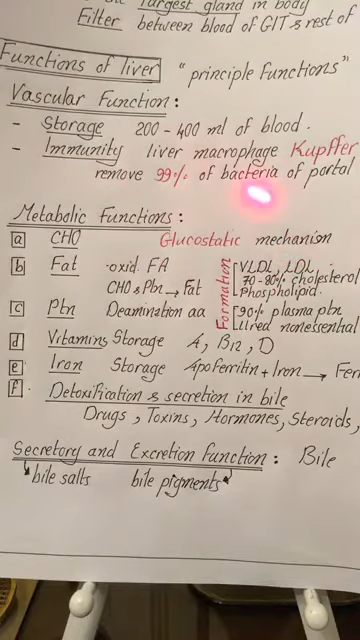 largest gland in body
Filter between blood of GIT & rest of
Functions of liver "principle functions"
Vascular Function:
- Storage 200-400 ml of blood.
- Immunity liver macrophage Kupffer
remove 99% of bacteria of portal
Metabolic Functions:
a CHO Glucostatic mechanism
b Fat oxid. FA
CHO & Ptn → Fat
Formation
VLDL, LDL
70-80% cholesterol
Phospholipid.
c Ptn Deamination aa
90% plasma ptn
Urea nonessential
d Vitamins Storage A, B12, D
e Iron Storage Apoferritin + Iron → Fer
f. Detoxification & secretion in bile
Drugs, Toxins, Hormones, Steroids,
Secretory and Excretion function: Bile
bile salts bile pigments